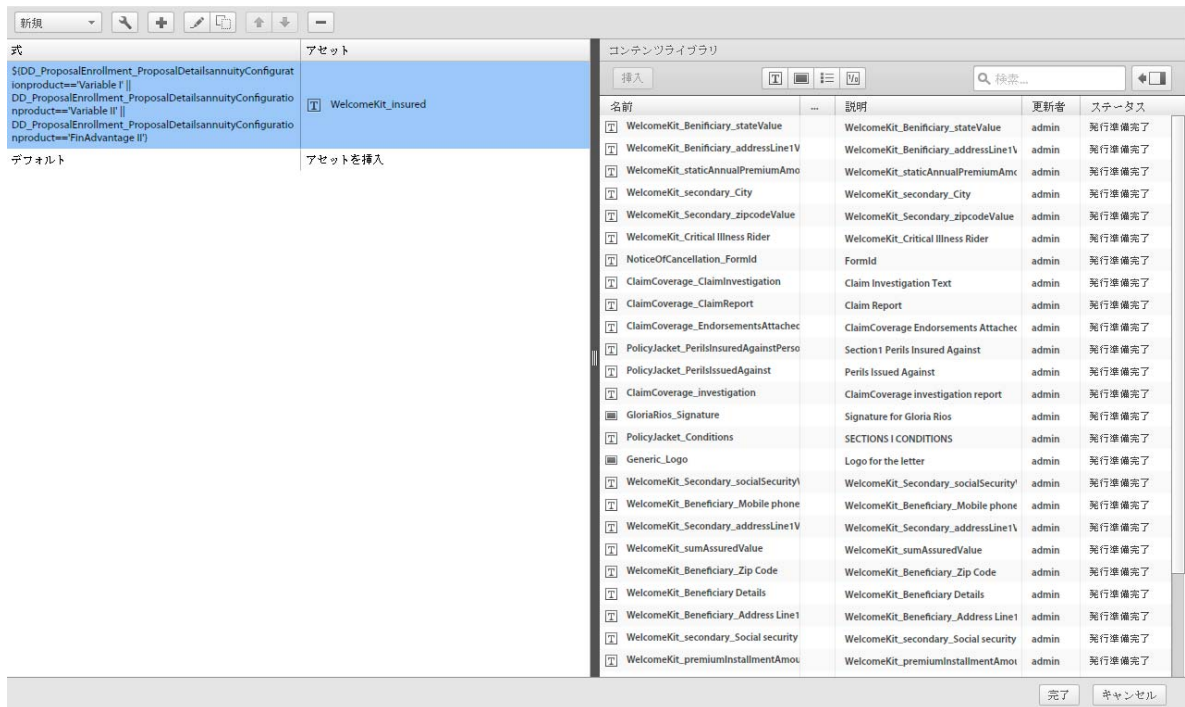 新規
式 アセット
${DD_ProposalEnrollment_ProposalDetailsannuityConfigurat
ionproduct=='Variable I' ||
DD_ProposalEnrollment_ProposalDetailsannuityConfiguratio
nproduct=='Variable II' ||
DD_ProposalEnrollment_ProposalDetailsannuityConfiguratio
nproduct=='FinAdvantage II'}
WelcomeKit_insured
デフォルト アセットを挿入
コンテンツライブラリ
挿入 検索...
名前 ... 説明 更新者 ステータス
WelcomeKit_Benificiary_stateValue WelcomeKit_Benificiary_stateValue admin 発行準備完了
WelcomeKit_Benificiary_addressLine1V WelcomeKit_Benificiary_addressLine1V admin 発行準備完了
WelcomeKit_staticAnnualPremiumAmo WelcomeKit_staticAnnualPremiumAmo admin 発行準備完了
WelcomeKit_secondary_City WelcomeKit_secondary_City admin 発行準備完了
WelcomeKit_Secondary_zipcodeValue WelcomeKit_Secondary_zipcodeValue admin 発行準備完了
WelcomeKit_Critical Illness Rider WelcomeKit_Critical Illness Rider admin 発行準備完了
NoticeOfCancellation_FormId FormId admin 発行準備完了
ClaimCoverage_ClaimInvestigation Claim Investigation Text admin 発行準備完了
ClaimCoverage_ClaimReport Claim Report admin 発行準備完了
ClaimCoverage_EndorsementsAttached ClaimCoverage Endorsements Attached admin 発行準備完了
PolicyJacket_PerilsInsuredAgainstPerso Section1 Perils Insured Against admin 発行準備完了
PolicyJacket_PerilsIssuedAgainst Perils Issued Against admin 発行準備完了
ClaimCoverage_investigation ClaimCoverage investigation report admin 発行準備完了
GloriaRios_Signature Signature for Gloria Rios admin 発行準備完了
PolicyJacket_Conditions SECTIONS I CONDITIONS admin 発行準備完了
Generic_Logo Logo for the letter admin 発行準備完了
WelcomeKit_Secondary_socialSecurityV WelcomeKit_Secondary_socialSecurity admin 発行準備完了
WelcomeKit_Beneficiary_Mobile phone WelcomeKit_Beneficiary_Mobile phone admin 発行準備完了
WelcomeKit_Secondary_addressLine1V WelcomeKit_Secondary_addressLine1V admin 発行準備完了
WelcomeKit_sumAssuredValue WelcomeKit_sumAssuredValue admin 発行準備完了
WelcomeKit_Beneficiary_Zip Code WelcomeKit_Beneficiary_Zip Code admin 発行準備完了
WelcomeKit_Beneficiary Details WelcomeKit_Beneficiary Details admin 発行準備完了
WelcomeKit_Beneficiary_Address Line1 WelcomeKit_Beneficiary_Address Line1 admin 発行準備完了
WelcomeKit_secondary_Social security WelcomeKit_secondary_Social security admin 発行準備完了
WelcomeKit_premiumInstallmentAmou WelcomeKit_premiumInstallmentAmou admin 発行準備完了
完了 キャンセル